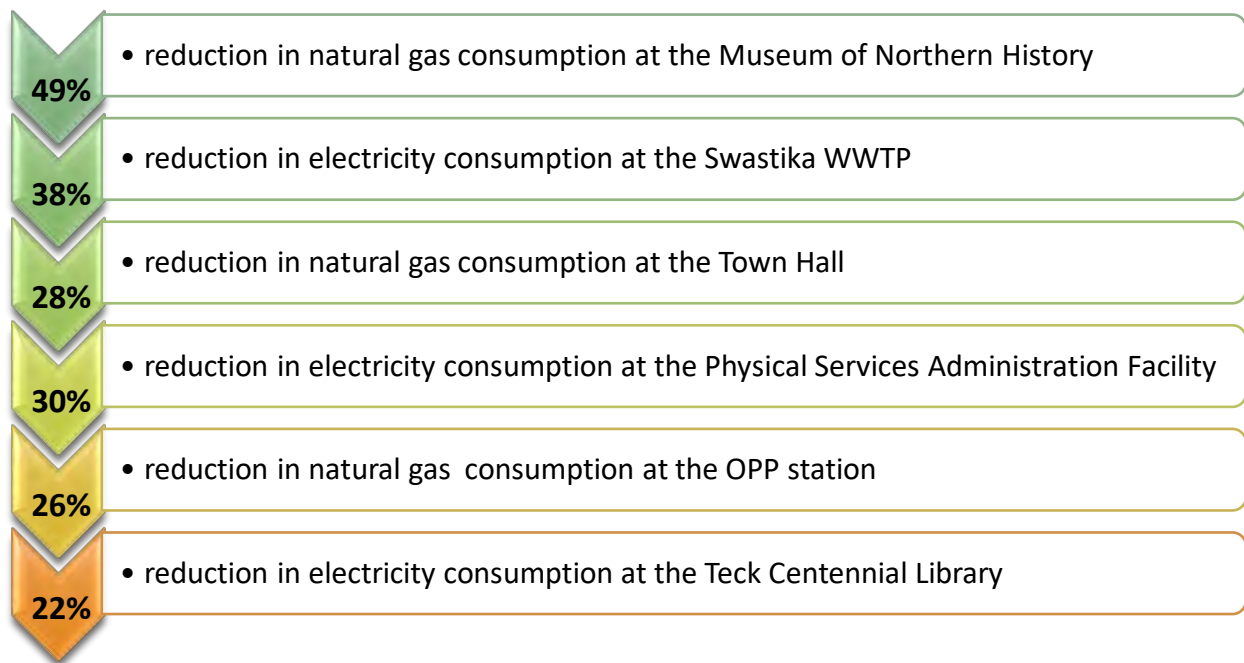 • reduction in natural gas consumption at the Museum of Northern History
49%
• reduction in electricity consumption at the Swastika WWTP
38%
• reduction in natural gas consumption at the Town Hall
28%
• reduction in electricity consumption at the Physical Services Administration Facility
30%
• reduction in natural gas  consumption at the OPP station
26%
• reduction in electricity consumption at the Teck Centennial Library
22%